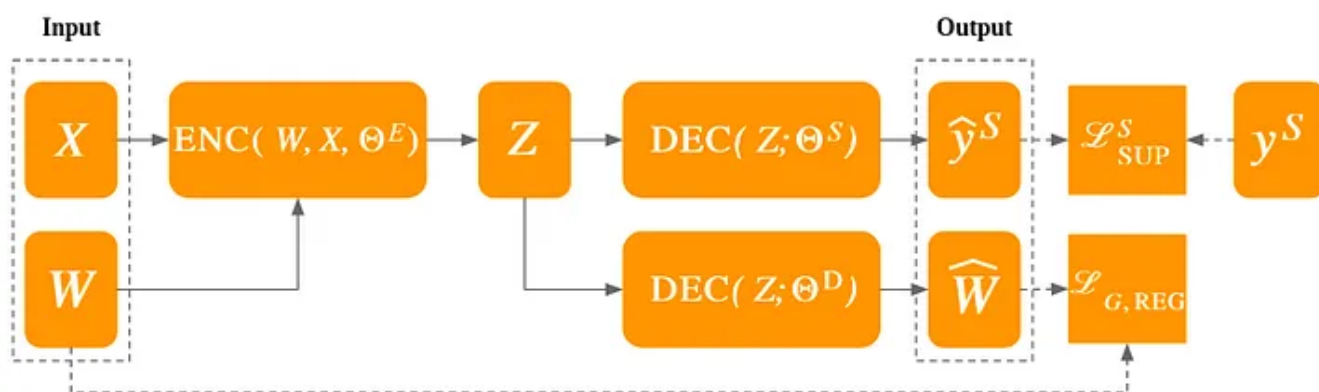 Input
Output
X
ENC( W, X, Θ^E)
Z
DEC( Z; Θ^S)
ŷ^S
ℒ^S_SUP
y^S
W
DEC( Z; Θ^D)
Ŵ
ℒ_G, REG